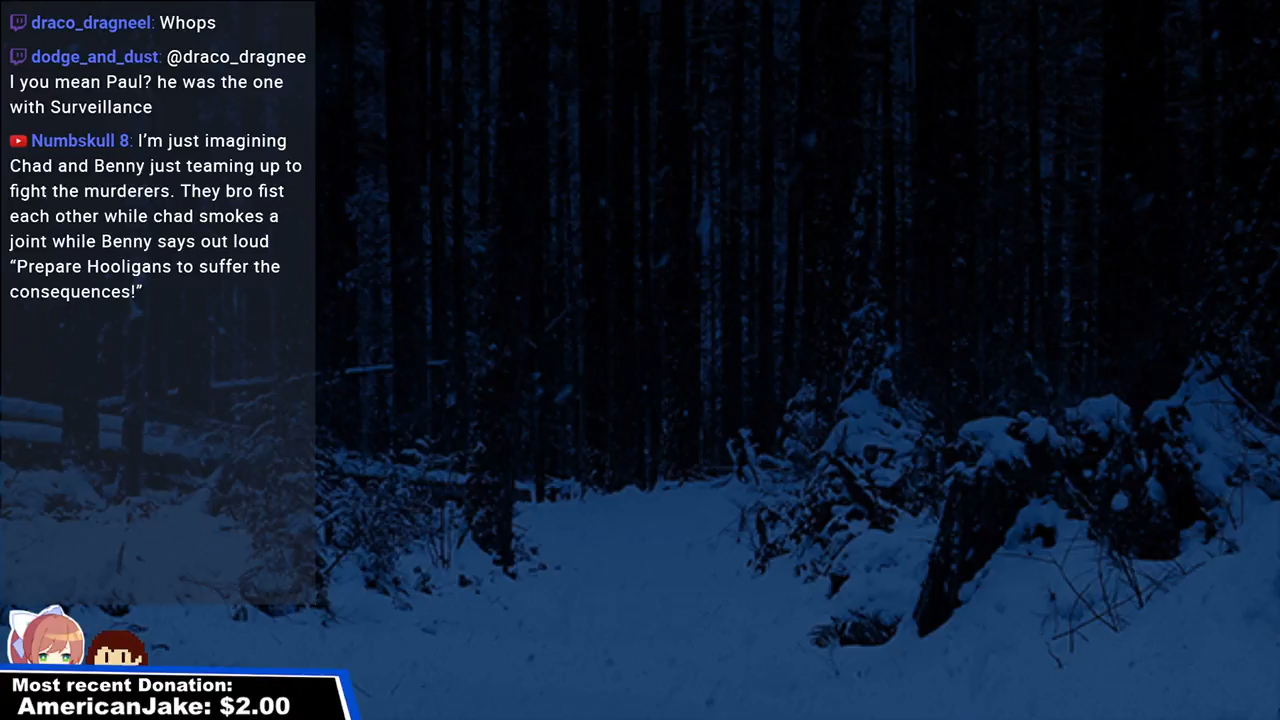 draco_dragneel: Whops
dodge_and_dust: @draco_dragnee
l you mean Paul? he was the one
with Surveillance
Numbskull 8: I’m just imagining
Chad and Benny just teaming up to
fight the murderers. They bro fist
each other while chad smokes a
joint while Benny says out loud
“Prepare Hooligans to suffer the
consequences!”
Most recent Donation:
AmericanJake: $2.00